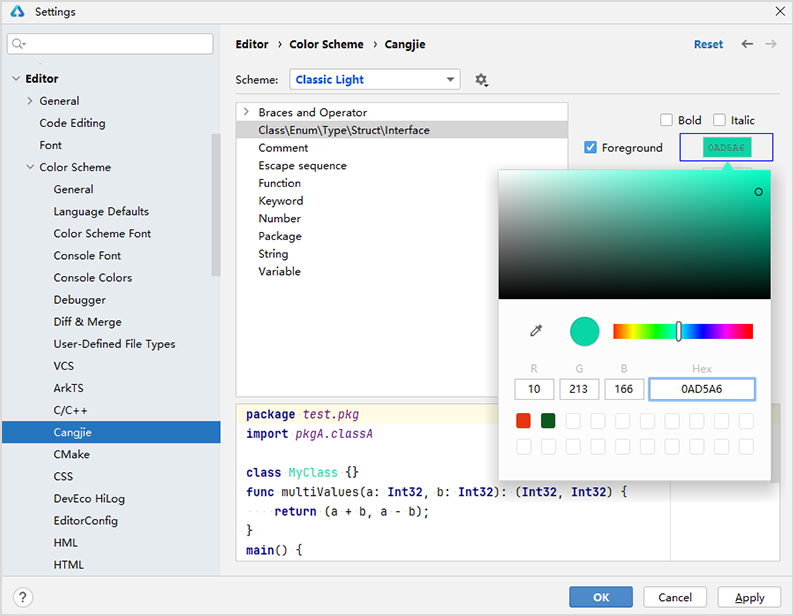 Settings
Editor
General
Code Editing
Font
Color Scheme
General
Language Defaults
Color Scheme Font
Console Font
Console Colors
Debugger
Diff & Merge
User-Defined File Types
VCS
ArkTS
C/C++
Cangjie
CMake
CSS
DevEco HiLog
EditorConfig
HML
HTML
?
Editor › Color Scheme › Cangjie
Reset
Scheme: Classic Light
Braces and Operator
Class\Enum\Type\Struct\Interface
Comment
Escape sequence
Function
Keyword
Number
Package
String
Variable
Bold Italic
Foreground 0AD5A6
R G B Hex
10 213 166 0AD5A6
package test.pkg
import pkgA.classA
class MyClass {}
func multiValues(a: Int32, b: Int32): (Int32, Int32) {
return (a + b, a - b);
}
main() {
OK Cancel Apply